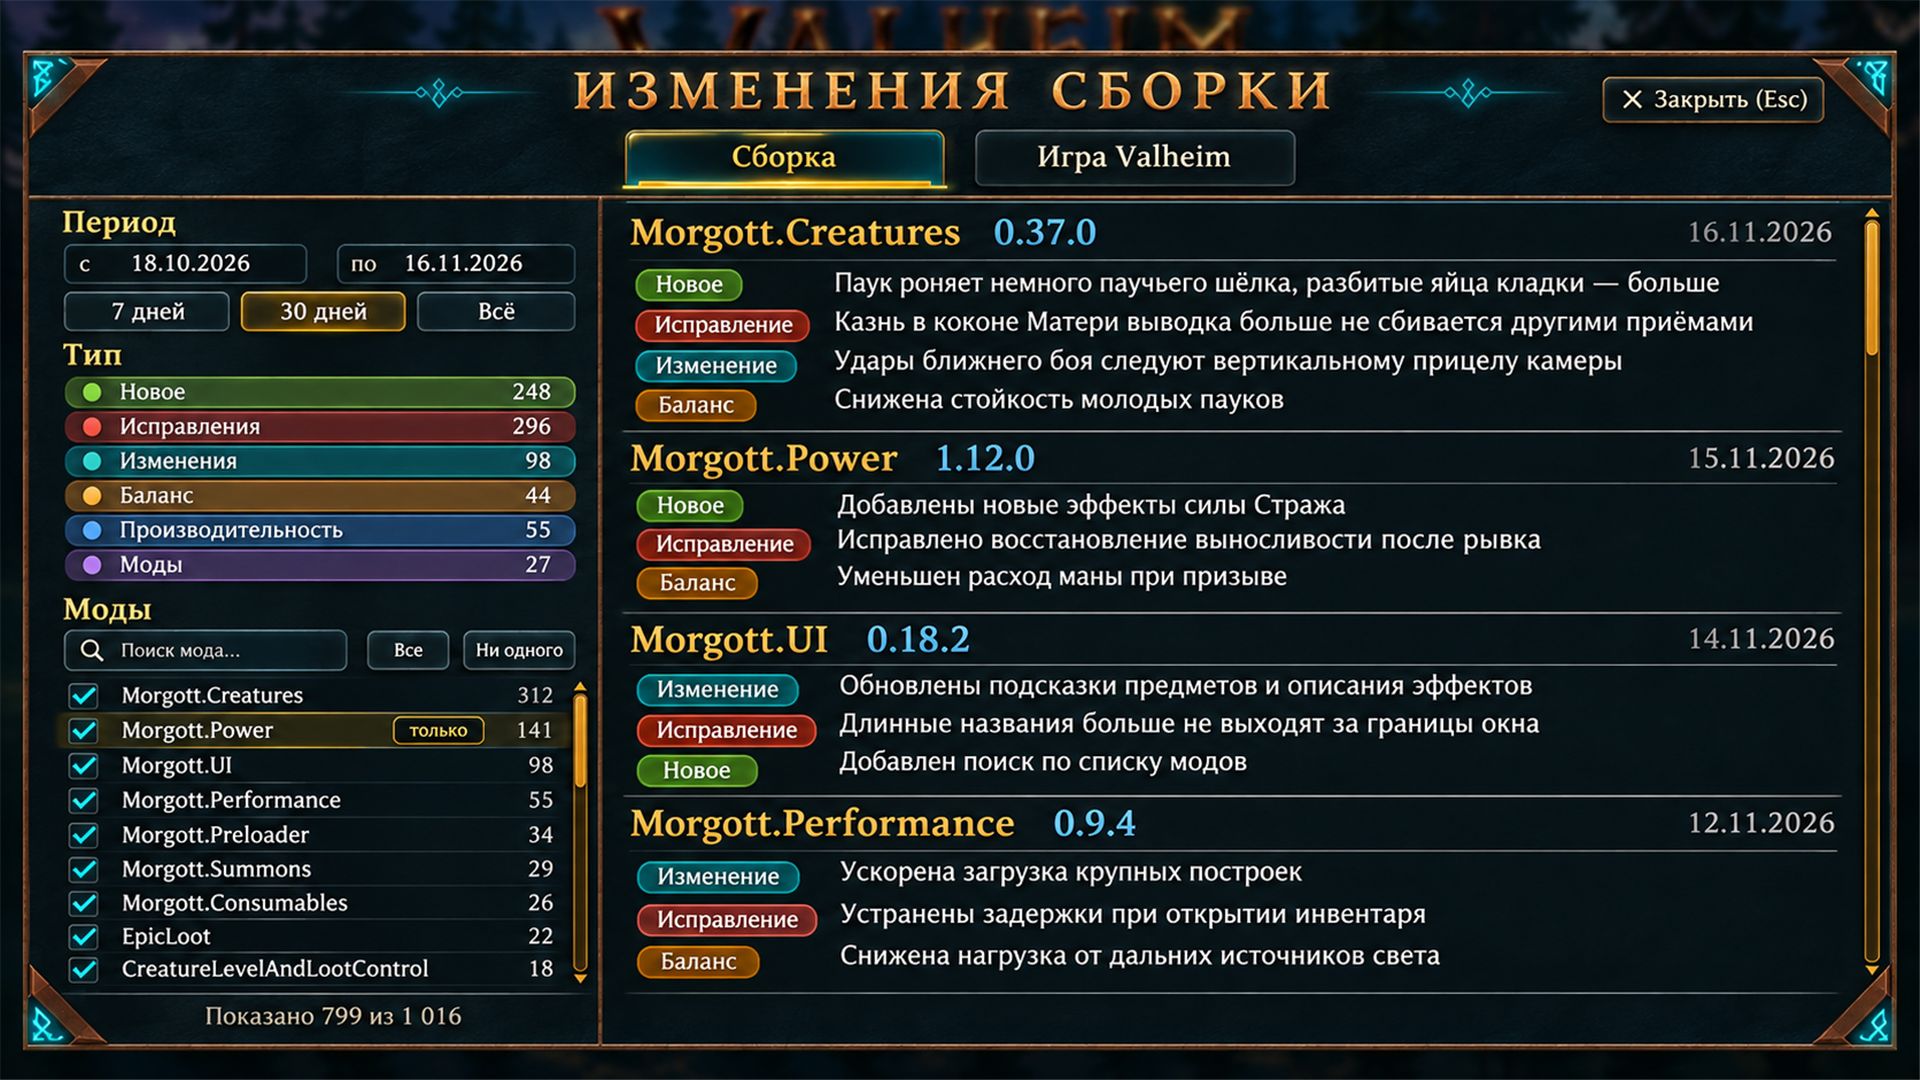 VALHEIM
ИЗМЕНЕНИЯ СБОРКИ
Закрыть (Esc)
Сборка
Игра Valheim
Период
с 18.10.2026
по 16.11.2026
7 дней
30 дней
Всё
Тип
Новое 248
Исправления 296
Изменения 98
Баланс 44
Производительность 55
Моды 27
Моды
Поиск мода...
Все
Ни одного
Morgott.Creatures 312
Morgott.Power только 141
Morgott.UI 98
Morgott.Performance 55
Morgott.Preloader 34
Morgott.Summons 29
Morgott.Consumables 26
EpicLoot 22
CreatureLevelAndLootControl 18
Показано 799 из 1 016
Morgott.Creatures 0.37.0 16.11.2026
Новое Паук роняет немного паучьего шёлка, разбитые яйца кладки — больше
Исправление Казнь в коконе Матери выводка больше не сбивается другими приёмами
Изменение Удары ближнего боя следуют вертикальному прицелу камеры
Баланс Снижена стойкость молодых пауков
Morgott.Power 1.12.0 15.11.2026
Новое Добавлены новые эффекты силы Стража
Исправление Исправлено восстановление выносливости после рывка
Баланс Уменьшен расход маны при призыве
Morgott.UI 0.18.2 14.11.2026
Изменение Обновлены подсказки предметов и описания эффектов
Исправление Длинные названия больше не выходят за границы окна
Новое Добавлен поиск по списку модов
Morgott.Performance 0.9.4 12.11.2026
Изменение Ускорена загрузка крупных построек
Исправление Устранены задержки при открытии инвентаря
Баланс Снижена нагрузка от дальних источников света